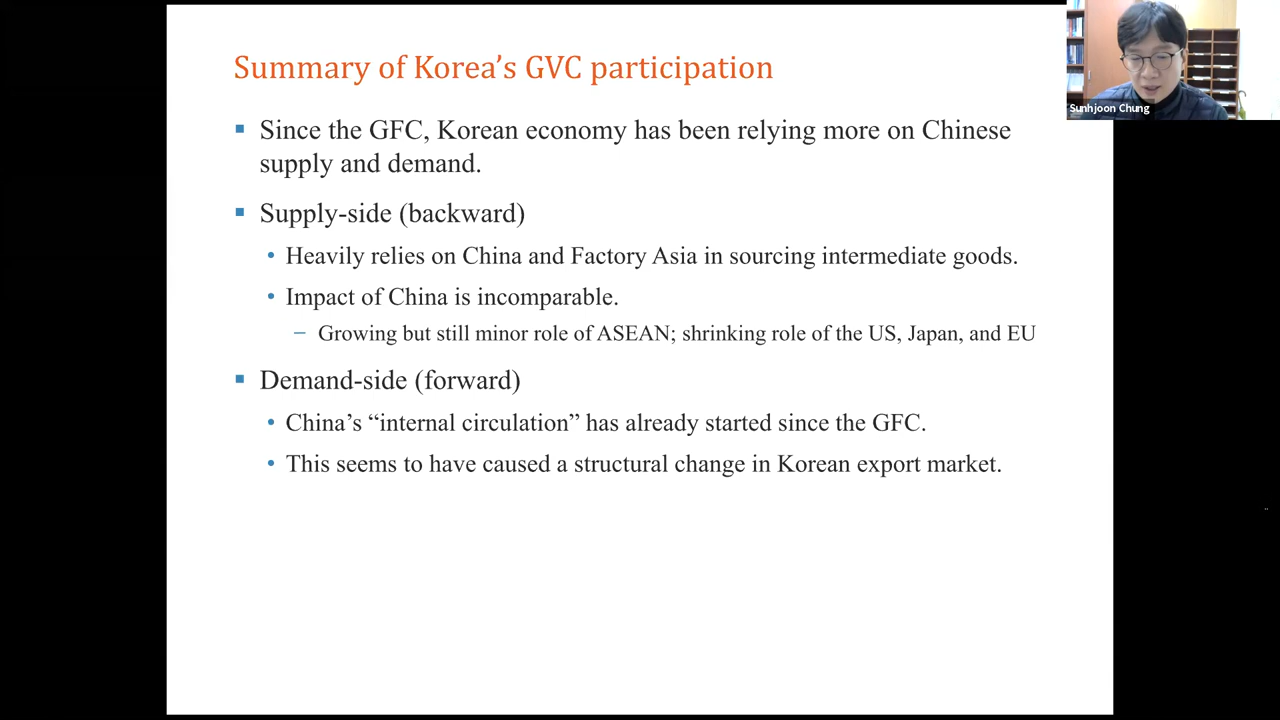 Summary of Korea’s GVC participation
Since the GFC, Korean economy has been relying more on Chinese
supply and demand.
Supply-side (backward)
Heavily relies on China and Factory Asia in sourcing intermediate goods.
Impact of China is incomparable.
Growing but still minor role of ASEAN; shrinking role of the US, Japan, and EU
Demand-side (forward)
China’s “internal circulation” has already started since the GFC.
This seems to have caused a structural change in Korean export market.
Sunhjoon Chung